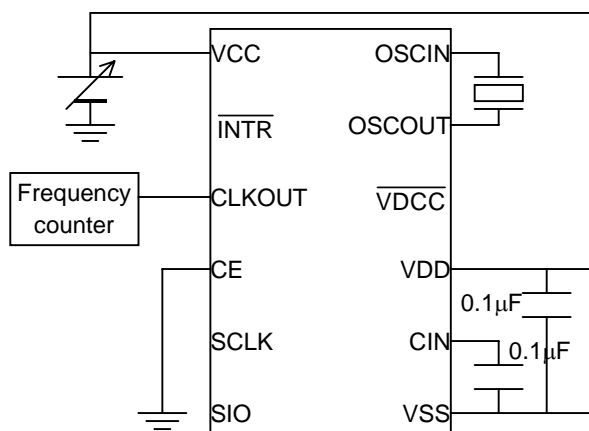 VCC
OSCIN
INTR
OSCOUT
Frequency
counter
CLKOUT
VDCC
CE
VDD
0.1μF
SCLK
CIN
0.1μF
SIO
VSS